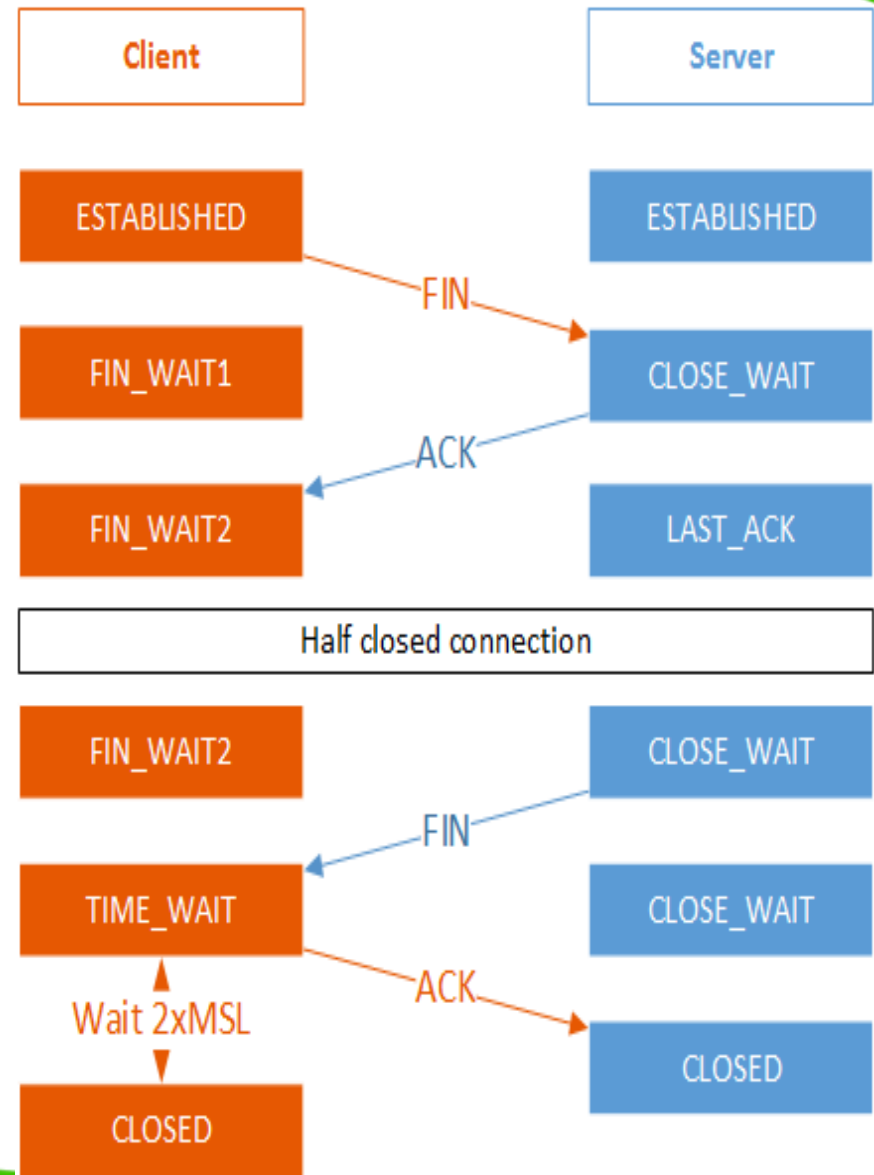 Client
Server
ESTABLISHED
ESTABLISHED
FIN
FIN_WAIT1
CLOSE_WAIT
ACK
FIN_WAIT2
LAST_ACK
Half closed connection
FIN_WAIT2
CLOSE_WAIT
FIN
TIME_WAIT
CLOSE_WAIT
ACK
Wait 2xMSL
CLOSED
CLOSED